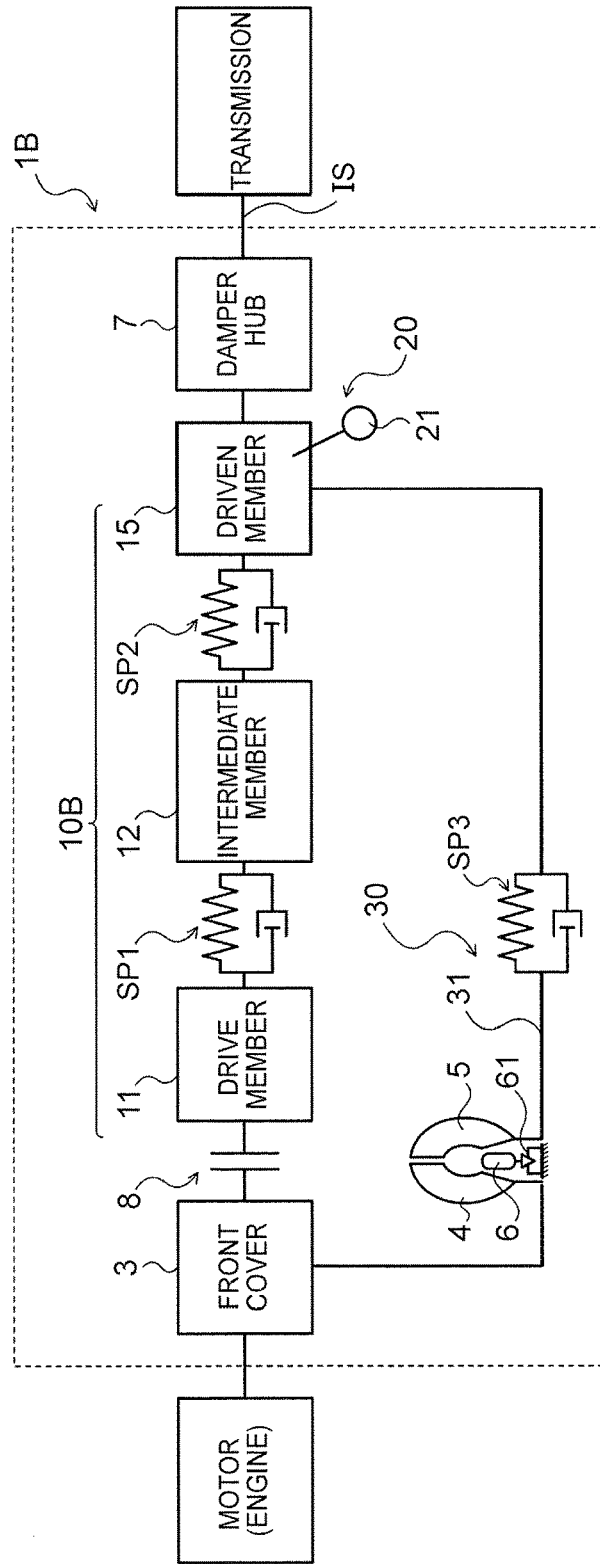 1B
10B
MOTOR
(ENGINE)
3
FRONT
COVER
8
11
DRIVE
MEMBER
SP1
12
INTERMEDIATE
MEMBER
SP2
15
DRIVEN
MEMBER
7
DAMPER
HUB
IS
TRANSMISSION
20
21
4
5
6
61
31
30
SP3